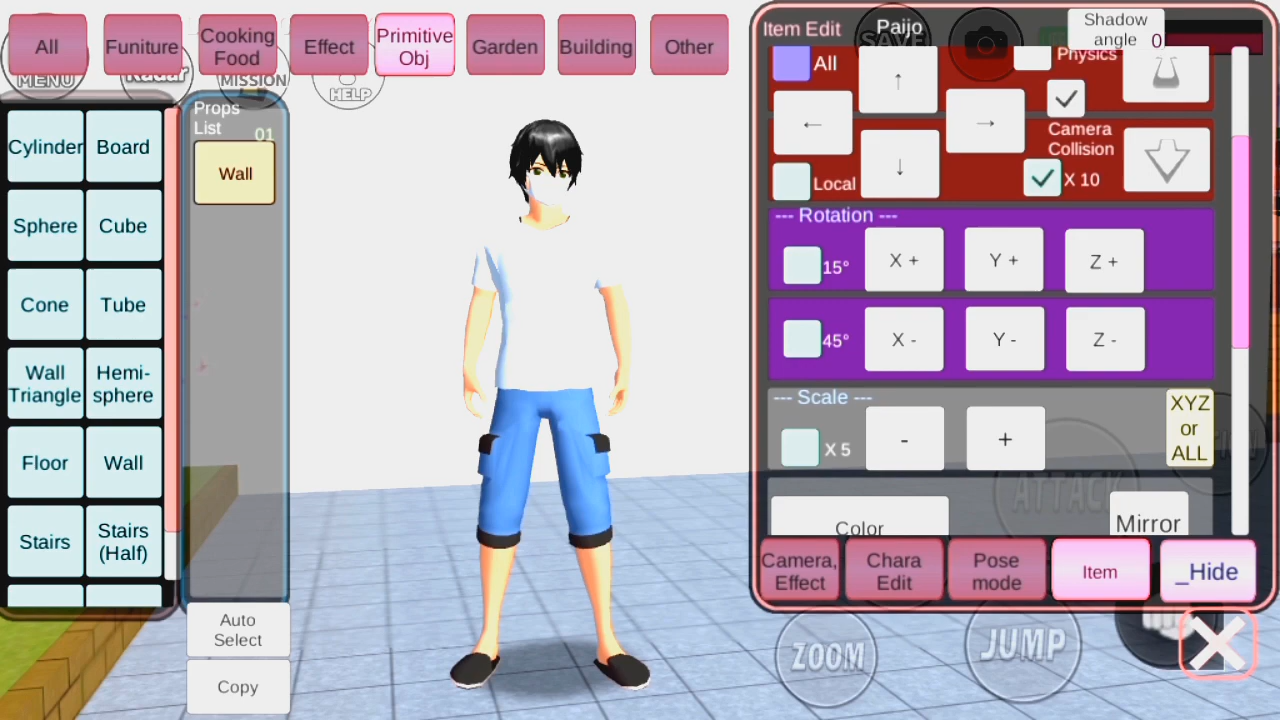 All
Funiture
Cooking
Food
Effect
Primitive
Obj
Garden
Building
Other
MENU
Radar
MISSION
HELP
Cylinder
Board
Sphere
Cube
Cone
Tube
Wall
Triangle
Hemi-
sphere
Floor
Wall
Stairs
Stairs
(Half)
Props
List
01
Wall
Auto
Select
Copy
Item Edit
Paijo
SAVE
Shadow
angle
0
All
↑
Physics
←
→
Camera
Collision
Local
↓
X 10
--- Rotation ---
15°
X +
Y +
Z +
45°
X -
Y -
Z -
--- Scale ---
X 5
-
+
XYZ
or
ALL
ATTACK
Color
Mirror
Camera,
Effect
Chara
Edit
Pose
mode
Item
_Hide
ZOOM
JUMP